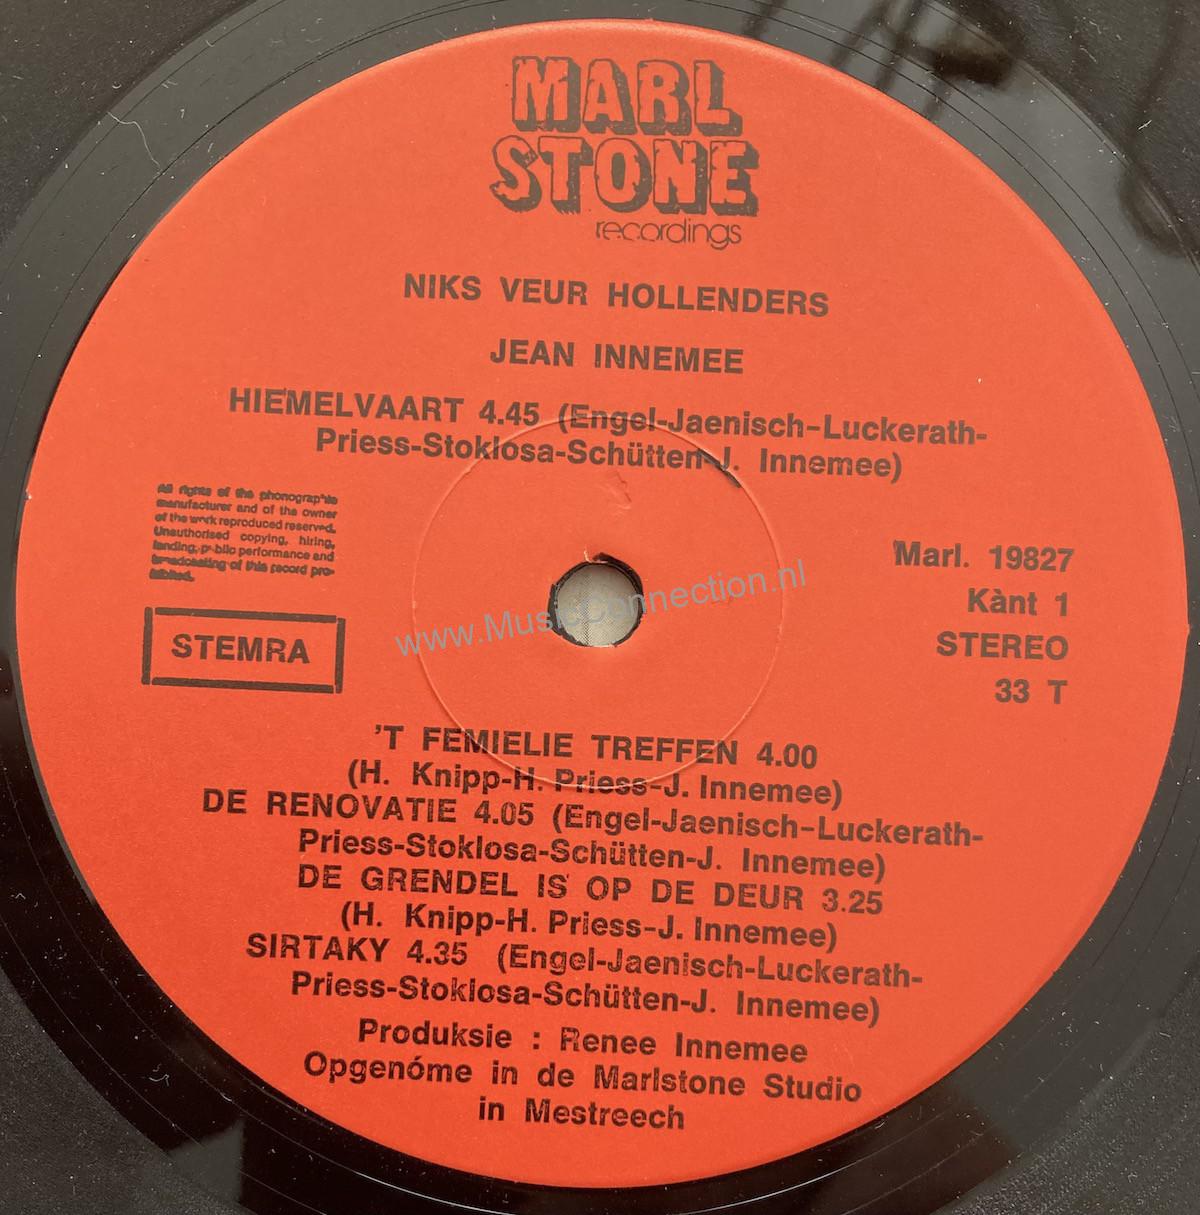 MARL
STONE
recordings
NIKS VEUR HOLLENDERS
JEAN INNEMEE
HIEMELVAART 4.45 (Engel-Jaenisch-Luckerath-
Priess-Stoklosa-Schütten-J. Innemee)
All rights of the phonographic
manufacturer and of the owner
of the work reproduced reserved.
Unauthorised copying, hiring,
landing, public performance and
broadcasting of this record pro-
hibited.
STEMRA
Marl. 19827
Kànt 1
STEREO
33 T
www.MusicConnection.nl
'T FEMIELIE TREFFEN 4.00
(H. Knipp-H. Priess-J. Innemee)
DE RENOVATIE 4.05 (Engel-Jaenisch-Luckerath-
Priess-Stoklosa-Schütten-J. Innemee)
DE GRENDEL IS OP DE DEUR 3.25
(H. Knipp-H. Priess-J. Innemee)
SIRTAKY 4.35 (Engel-Jaenisch-Luckerath-
Priess-Stoklosa-Schütten-J. Innemee)
Produksie : Renee Innemee
Opgenóme in de Marlstone Studio
in Mestreech